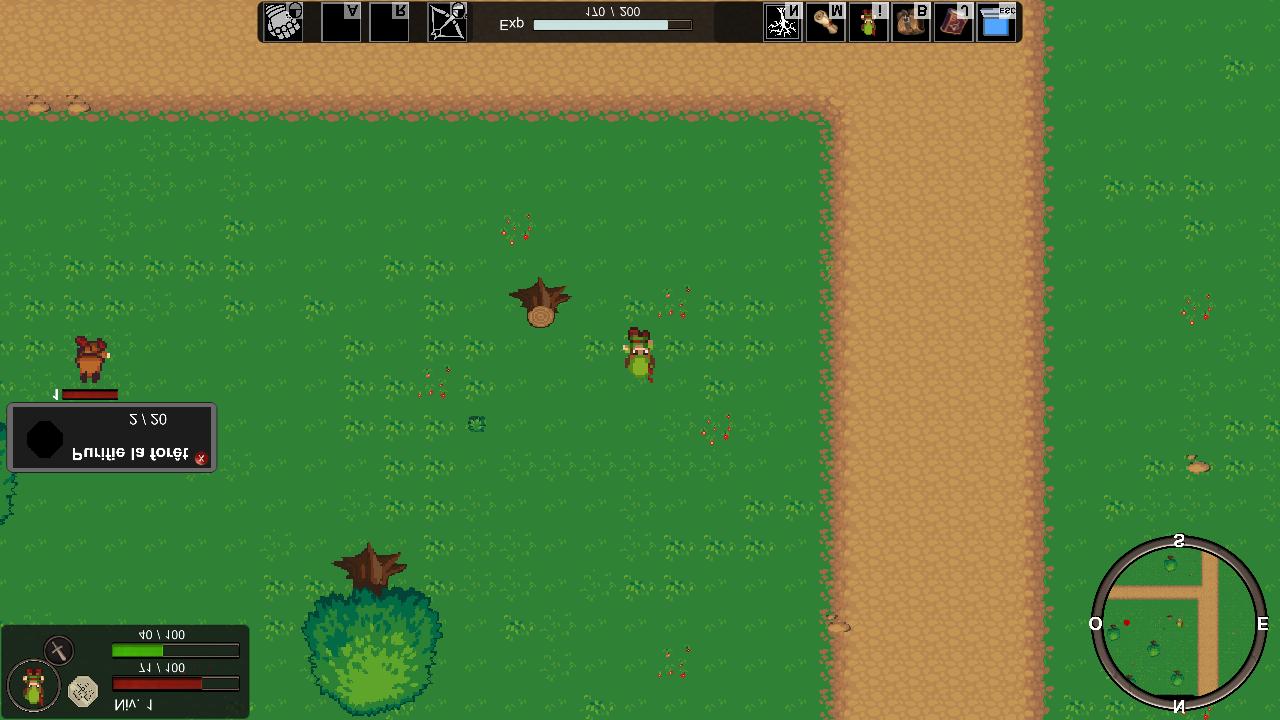 Niv. 1
71 / 100
40 / 100
N
O E
S
Purifie la forêt x
2 / 20
1
A R Exp 170 / 200 N M I B J ESC